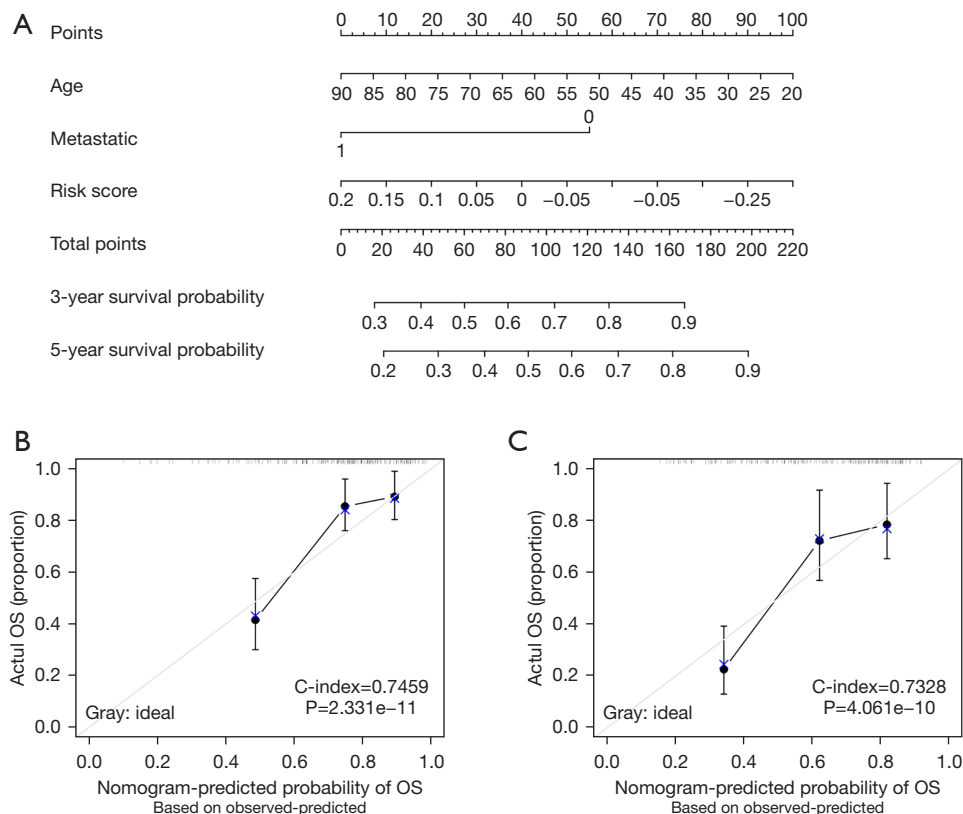 A
Points
0 10 20 30 40 50 60 70 80 90 100
Age
90 85 80 75 70 65 60 55 50 45 40 35 30 25 20
0
Metastatic
1
Risk score
0.2 0.15 0.1 0.05 0 −0.05 −0.05 −0.25
Total points
0 20 40 60 80 100 120 140 160 180 200 220
3-year survival probability
0.3 0.4 0.5 0.6 0.7 0.8 0.9
5-year survival probability
0.2 0.3 0.4 0.5 0.6 0.7 0.8 0.9
B
Actul OS (proportion)
1.0
0.8
0.6
0.4
0.2
0.0
C-index=0.7459
P=2.331e−11
Gray: ideal
0.0 0.2 0.4 0.6 0.8 1.0
Nomogram-predicted probability of OS
Based on observed-predicted
C
Actul OS (proportion)
1.0
0.8
0.6
0.4
0.2
0.0
C-index=0.7328
P=4.061e−10
Gray: ideal
0.0 0.2 0.4 0.6 0.8 1.0
Nomogram-predicted probability of OS
Based on observed-predicted